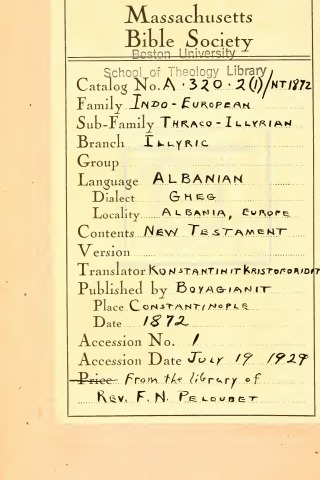 Massachusetts
Bible Society
Boston University
School of Theology Library
Catalog No. A·320·2(1)/NT1872
Family INDO-EUROPEAN
Sub-Family THRACO-ILLYRIAN
Branch ILLYRIC
Group
Language ALBANIAN
Dialect GHEG
Locality ALBANIA, EUROPE
Contents NEW TESTAMENT
Version
Translator KONSTANTINIT KRISTOFORIDIT
Published by BOYAGIANIT
Place CONSTANTINOPLE
Date 1872
Accession No. 1
Accession Date JULY 19 1929
Price From the library of
REV. F. N. PELOUBET